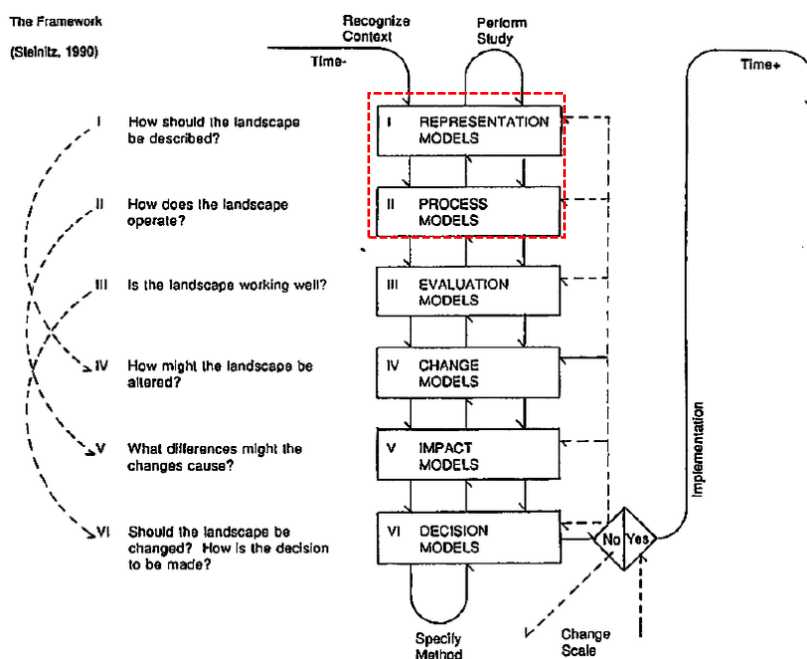 The Framework
(Steinitz, 1990)
Recognize
Context
Perform
Study
Time-
Time+
I How should the landscape
be described?
I REPRESENTATION
MODELS
II How does the landscape
operate?
II PROCESS
MODELS
III Is the landscape working well?
III EVALUATION
MODELS
IV How might the landscape be
altered?
IV CHANGE
MODELS
V What differences might the
changes cause?
V IMPACT
MODELS
VI Should the landscape be
changed? How is the decision
to be made?
VI DECISION
MODELS
No Yes
Implementation
Specify
Method
Change
Scale